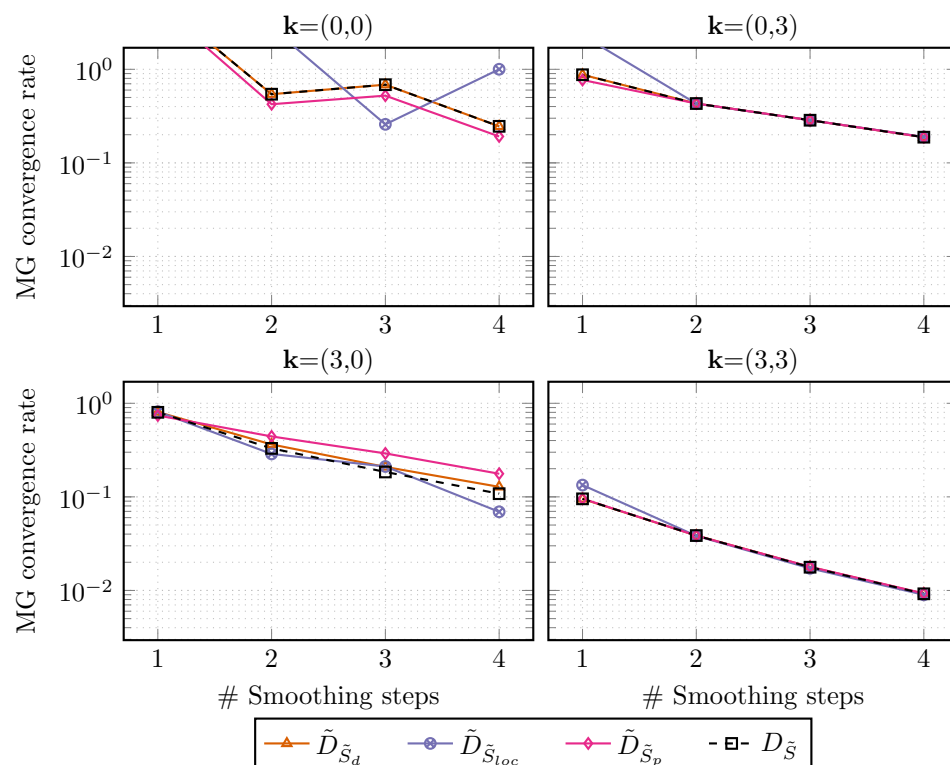 k=(0,0) k=(0,3)
MG convergence rate
10^0
10^−1
10^−2
1 2 3 4
1 2 3 4
k=(3,0) k=(3,3)
MG convergence rate
10^0
10^−1
10^−2
1 2 3 4
1 2 3 4
# Smoothing steps # Smoothing steps
D̃_{S̃_d} D̃_{S̃_{loc}} D̃_{S̃_p} D_{S̃}